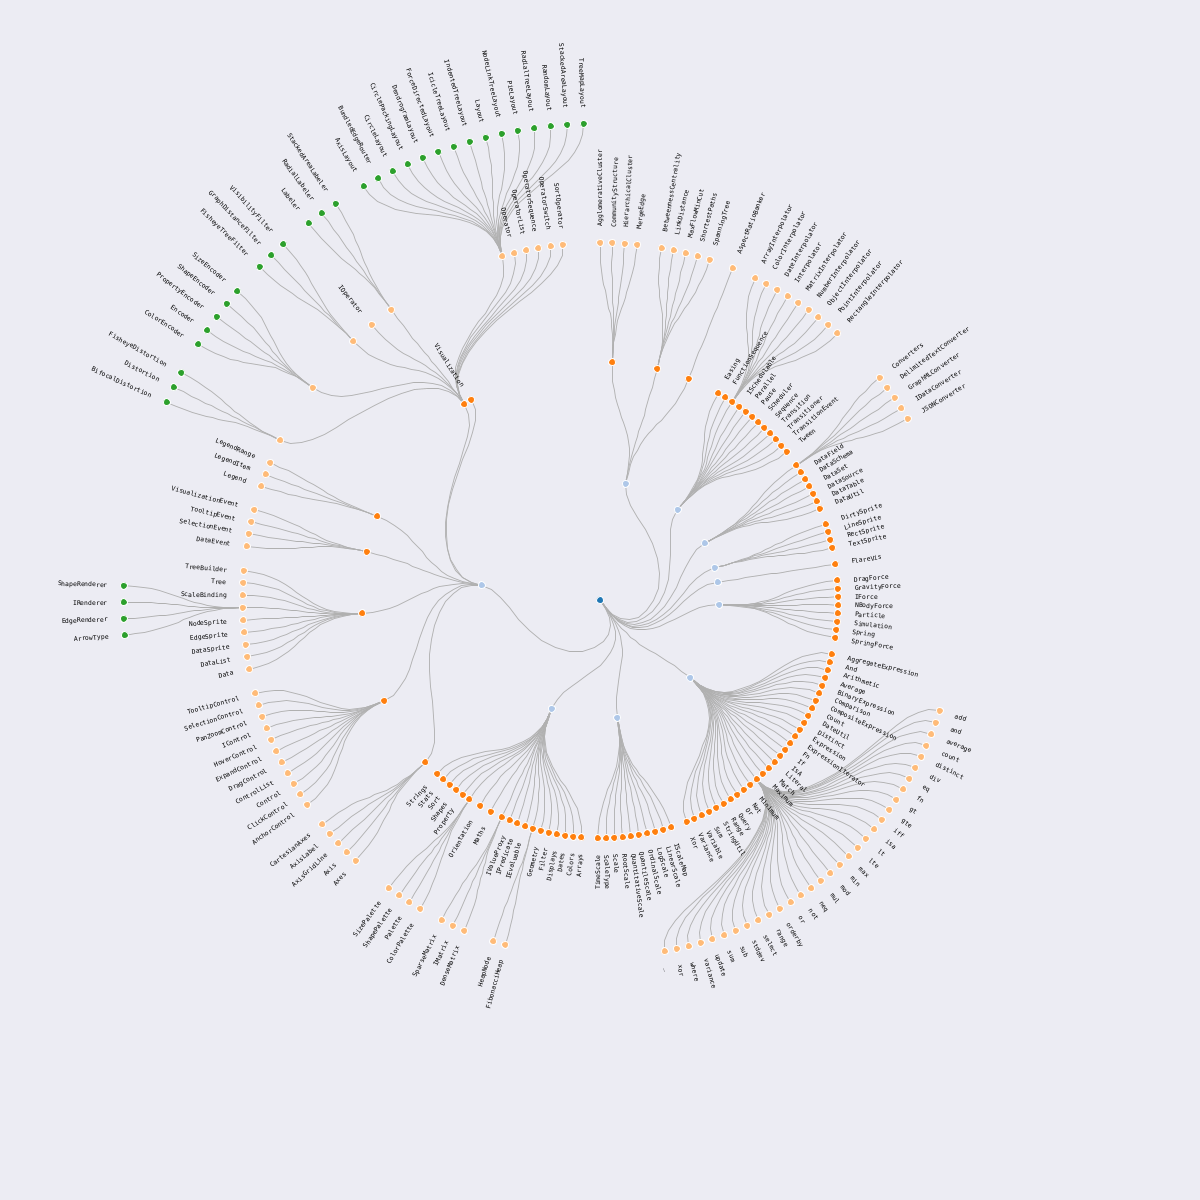 AgglomerativeCluster
CommunityStructure
HierarchicalCluster
MergeEdge
BetweennessCentrality
LinkDistance
MaxFlowMinCut
ShortestPaths
SpanningTree
AspectRatioBanker
Easing
FunctionSequence
ArrayInterpolator
ColorInterpolator
DateInterpolator
Interpolator
MatrixInterpolator
NumberInterpolator
ObjectInterpolator
PointInterpolator
RectangleInterpolator
ISchedulable
Parallel
Pause
Scheduler
Sequence
Transition
Transitioner
TransitionEvent
Tween
Converters
DelimitedTextConverter
GraphMLConverter
IDataConverter
JSONConverter
DataField
DataSchema
DataSet
DataSource
DataTable
DataUtil
DirtySprite
LineSprite
RectSprite
TextSprite
FlareVis
DragForce
GravityForce
IForce
NBodyForce
Particle
Simulation
Spring
SpringForce
AggregateExpression
And
Arithmetic
Average
BinaryExpression
Comparison
CompositeExpression
Count
DateUtil
Distinct
Expression
ExpressionIterator
Fn
If
IsA
Literal
Match
Maximum
add
and
average
count
distinct
div
eq
fn
gt
gte
iff
isa
lt
lte
max
min
mod
mul
neq
not
or
orderby
range
select
stddev
sub
sum
update
variance
where
xor
_
Minimum
Not
Or
Query
Range
StringUtil
Sum
Variable
Variance
Xor
IScaleMap
LinearScale
LogScale
OrdinalScale
QuantileScale
QuantitativeScale
RootScale
Scale
ScaleType
TimeScale
Arrays
Colors
Dates
Displays
Filter
Geometry
FibonacciHeap
HeapNode
IEvaluable
IPredicate
IValueProxy
DenseMatrix
IMatrix
SparseMatrix
Maths
Orientation
ColorPalette
Palette
ShapePalette
SizePalette
Property
Shapes
Sort
Stats
Strings
Axes
Axis
AxisGridLine
AxisLabel
CartesianAxes
AnchorControl
ClickControl
Control
ControlList
DragControl
ExpandControl
HoverControl
IControl
PanZoomControl
SelectionControl
TooltipControl
Data
DataList
DataSprite
EdgeSprite
NodeSprite
ArrowType
EdgeRenderer
IRenderer
ShapeRenderer
ScaleBinding
Tree
TreeBuilder
DataEvent
SelectionEvent
TooltipEvent
VisualizationEvent
Legend
LegendItem
LegendRange
BifocalDistortion
Distortion
FisheyeDistortion
ColorEncoder
Encoder
PropertyEncoder
ShapeEncoder
SizeEncoder
FisheyeTreeFilter
GraphDistanceFilter
VisibilityFilter
IOperator
Labeler
RadialLabeler
StackedAreaLabeler
AxisLayout
BundledEdgeRouter
CircleLayout
CirclePackingLayout
DendrogramLayout
ForceDirectedLayout
IcicleTreeLayout
IndentedTreeLayout
Layout
NodeLinkTreeLayout
PieLayout
RadialTreeLayout
RandomLayout
StackedAreaLayout
TreeMapLayout
Operator
OperatorList
OperatorSequence
OperatorSwitch
SortOperator
Visualization